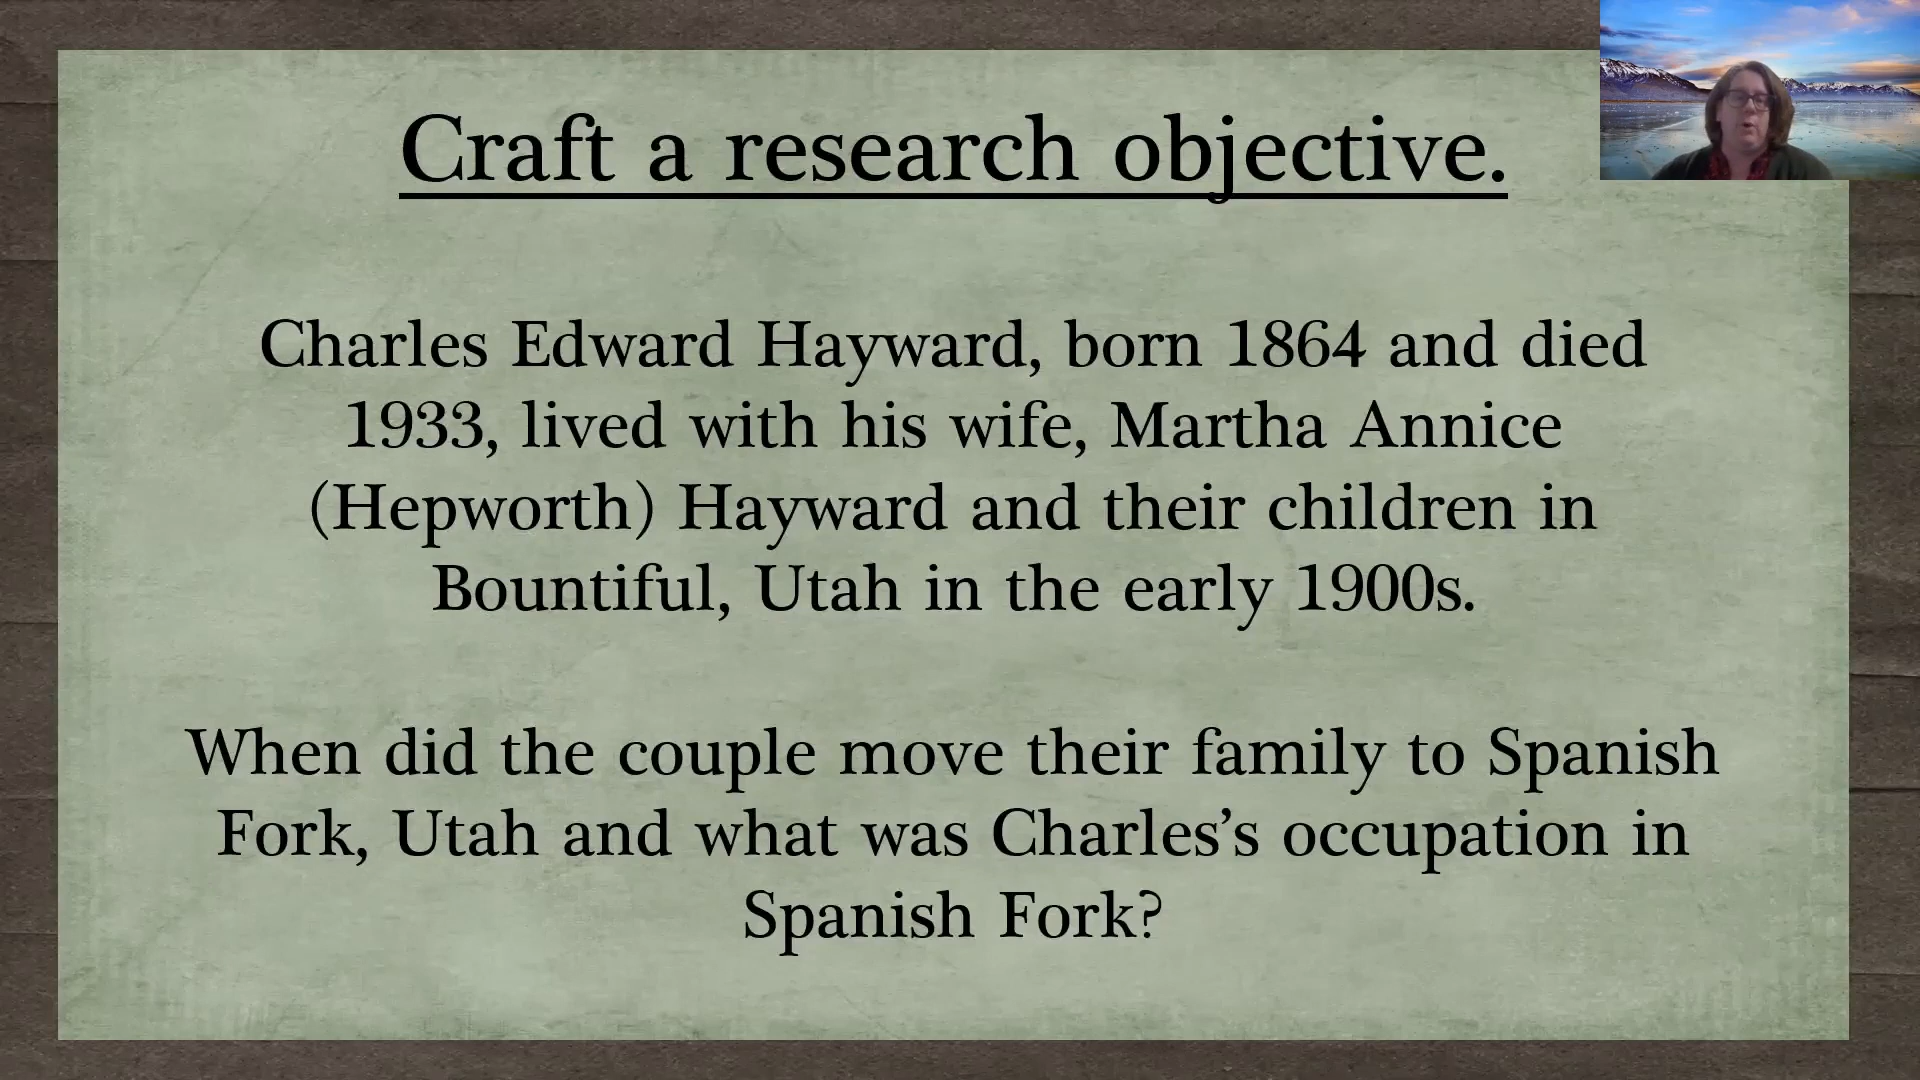 Craft a research objective.
Charles Edward Hayward, born 1864 and died
1933, lived with his wife, Martha Annice
(Hepworth) Hayward and their children in
Bountiful, Utah in the early 1900s.
When did the couple move their family to Spanish
Fork, Utah and what was Charles’s occupation in
Spanish Fork?